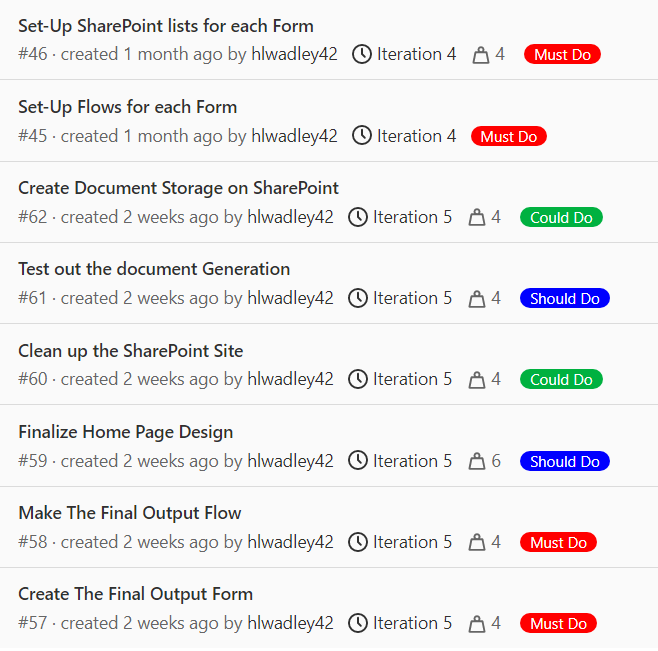 Set-Up SharePoint lists for each Form
#46 · created 1 month ago by hlwadley42 Iteration 4 4 Must Do
Set-Up Flows for each Form
#45 · created 1 month ago by hlwadley42 Iteration 4 Must Do
Create Document Storage on SharePoint
#62 · created 2 weeks ago by hlwadley42 Iteration 5 4 Could Do
Test out the document Generation
#61 · created 2 weeks ago by hlwadley42 Iteration 5 4 Should Do
Clean up the SharePoint Site
#60 · created 2 weeks ago by hlwadley42 Iteration 5 4 Could Do
Finalize Home Page Design
#59 · created 2 weeks ago by hlwadley42 Iteration 5 6 Should Do
Make The Final Output Flow
#58 · created 2 weeks ago by hlwadley42 Iteration 5 4 Must Do
Create The Final Output Form
#57 · created 2 weeks ago by hlwadley42 Iteration 5 4 Must Do